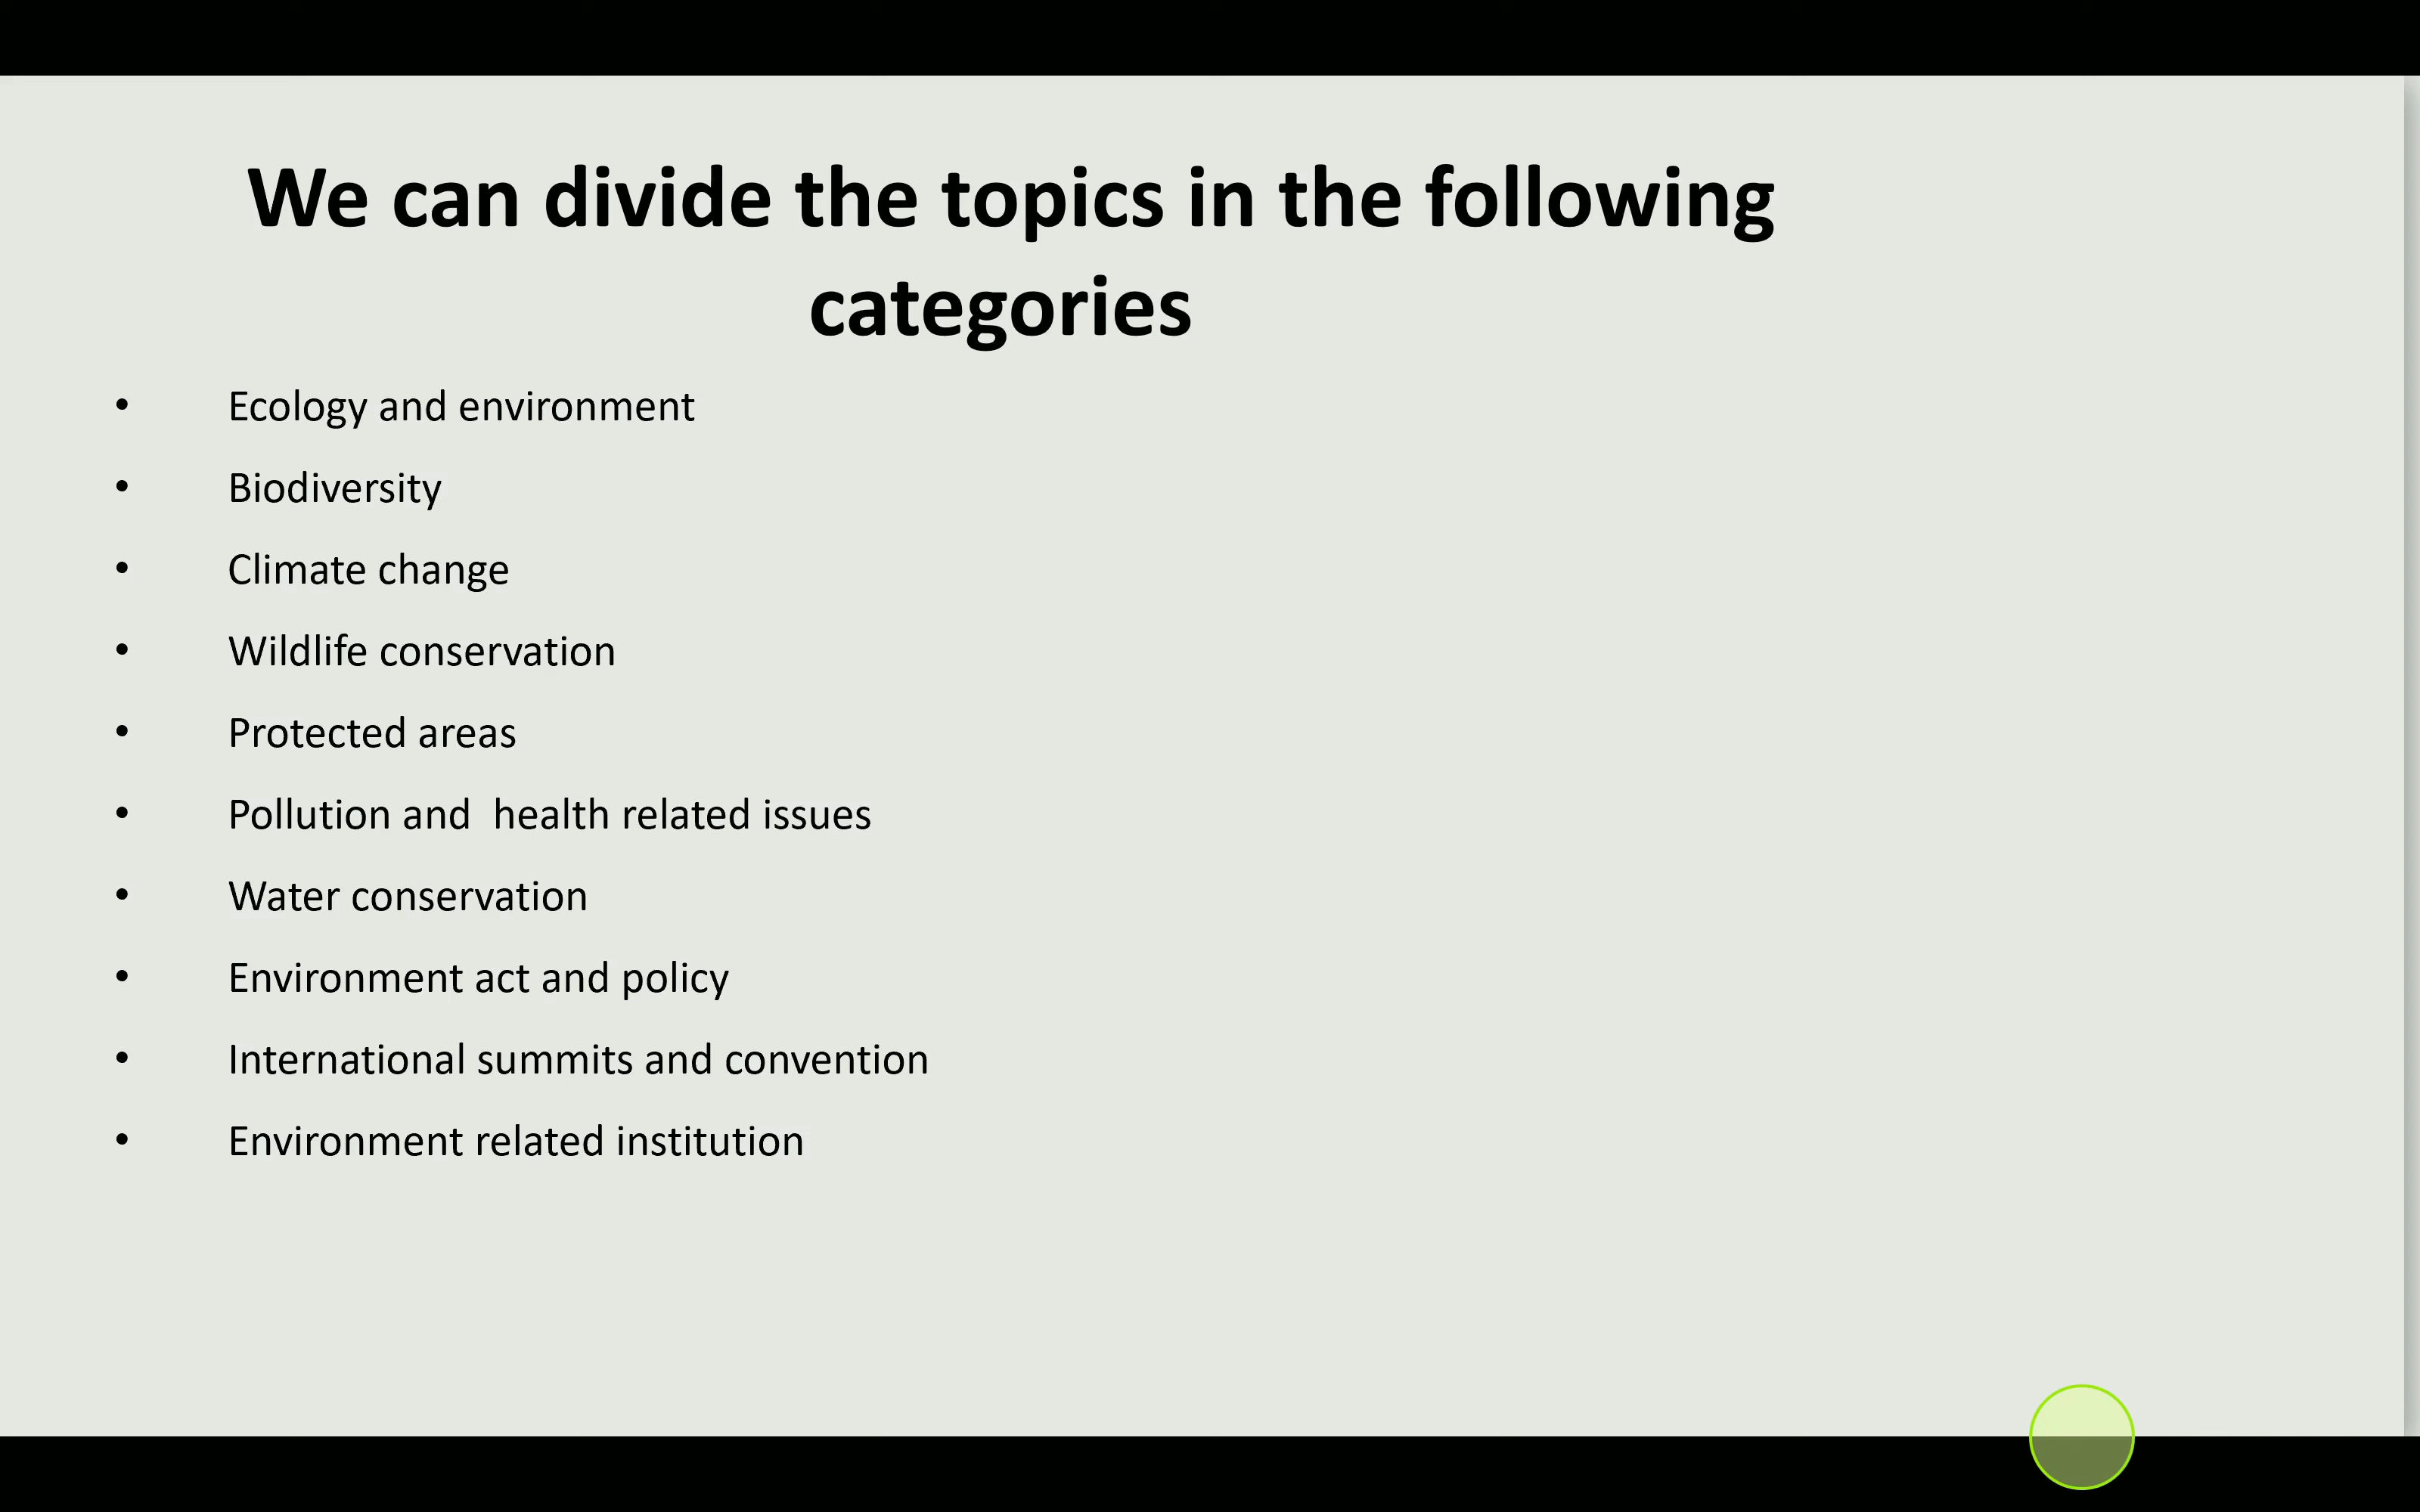 We can divide the topics in the following
categories
• Ecology and environment
• Biodiversity
• Climate change
• Wildlife conservation
• Protected areas
• Pollution and  health related issues
• Water conservation
• Environment act and policy
• International summits and convention
• Environment related institution